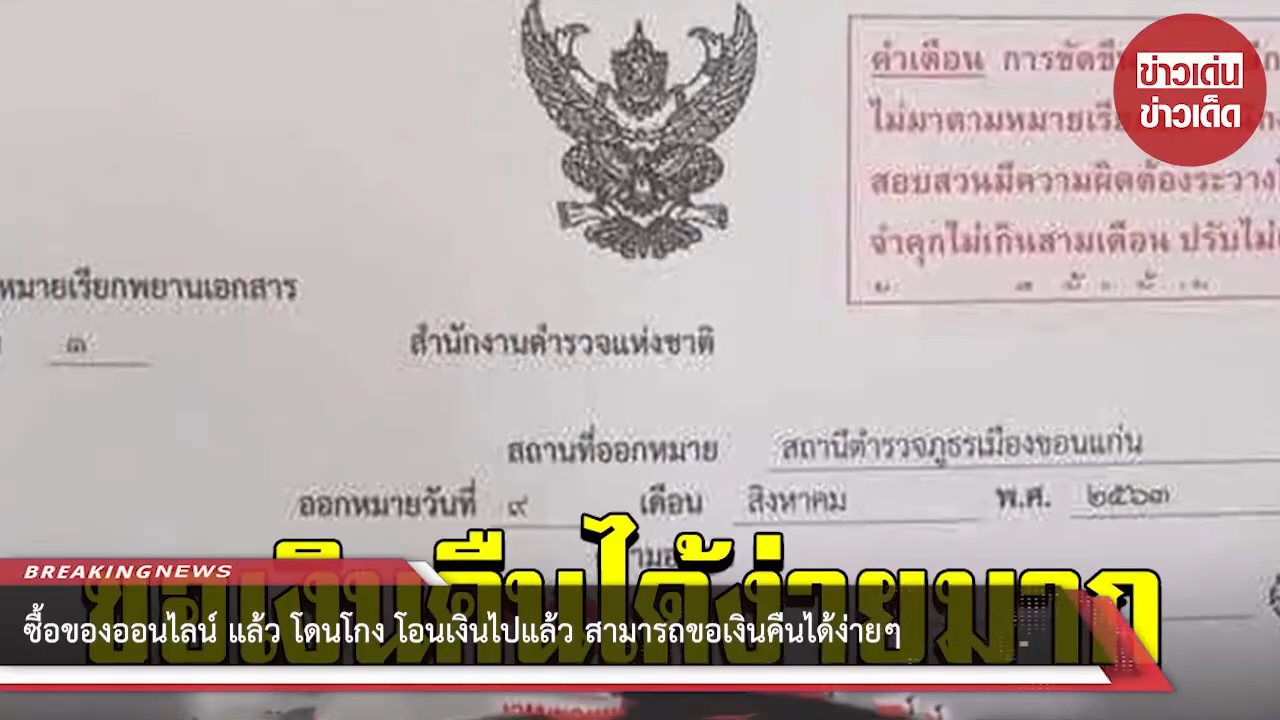 ข่าวเด่น
ข่าวเด็ด
คำเตือน การขัดขืน
ไม่มาตามหมายเรียก
สอบสวนมีความผิดต้องระวาง
จำคุกไม่เกินสามเดือน ปรับไม่
หมายเรียกพยานเอกสาร
๑
สำนักงานตำรวจแห่งชาติ
สถานที่ออกหมาย สถานีตำรวจภูธรเมืองขอนแก่น
ออกหมายวันที่ ๙ เดือน สิงหาคม พ.ศ. ๒๕๖๓
ขอเงินคืนได้ง่ายมาก
BREAKING NEWS
ซื้อของออนไลน์ แล้ว โดนโกง โอนเงินไปแล้ว สามารถขอเงินคืนได้ง่ายๆ